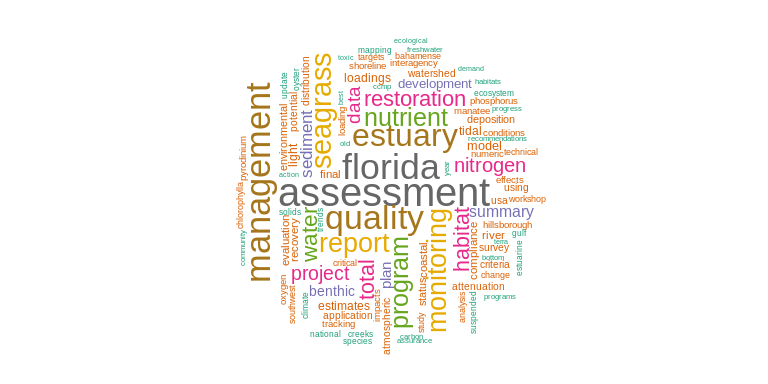 ecological
mapping
freshwater
toxic
targets
bahamense
shoreline
interagency
demand
loadings
watershed
update
oyster
distribution
seagrass
best
ccmp
development
habitats
ecosystem
data
restoration
phosphorus
management
environmental
potential
loading
nutrient
manatee
progress
deposition
sediment
estuary
tidal
conditions
recommendations
light
old
model
numeric
technical
pyrodinium
action
final
florida
year
nitrogen
effects
using
chlorophylla
assessment
usa
workshop
solids
trends
quality
summary
community
evaluation
recovery
water
report
monitoring
habitat
hillsborough
river
gulf
terra
survey
compliance
bottom
estuarine
critical
project
total
plan
program
status
coastal
criteria
change
oxygen
southwest
climate
benthic
attenuation
estimates
impacts
analysis
suspended
programs
application
tracking
atmospheric
study
national
creeks
carbon
species
assurance